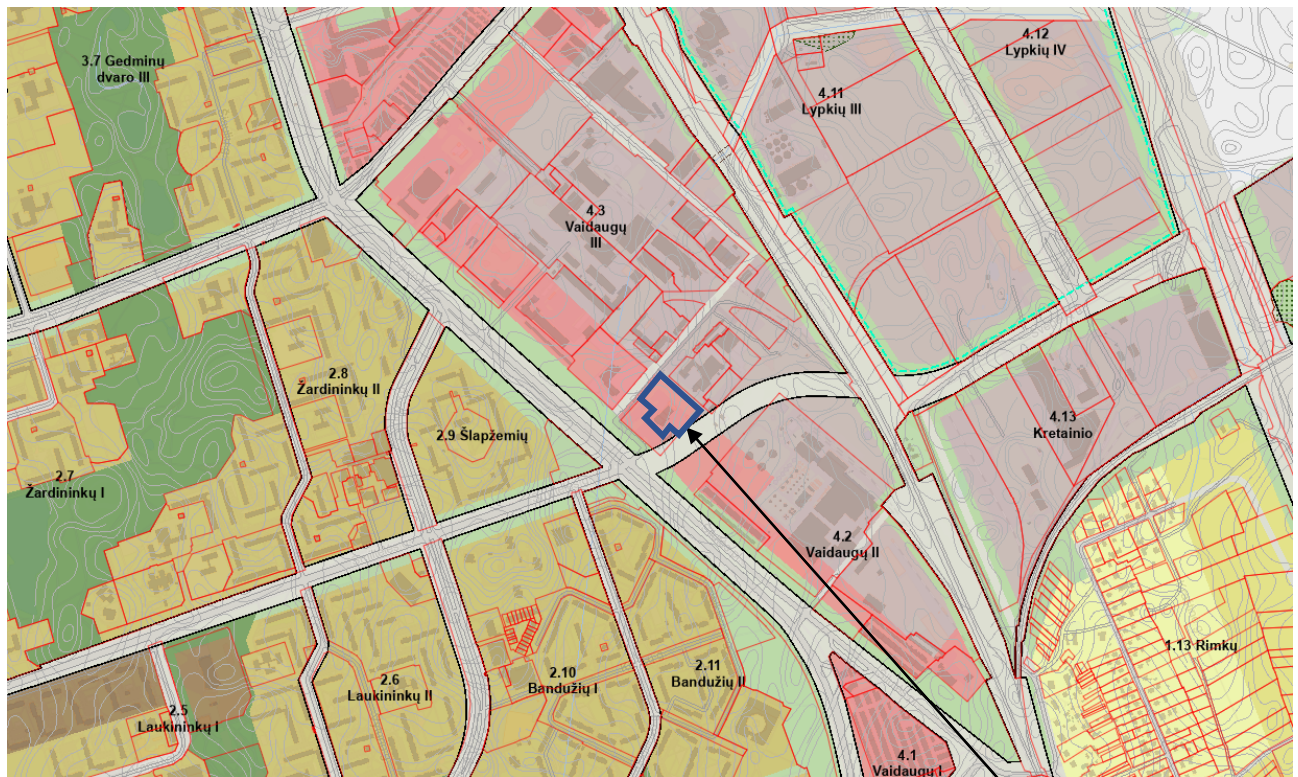 3.7 Gedminų
dvaro III
4.12
Lypkių IV
4.11
Lypkių III
4.3
Vaidaugų
III
2.8
Žardininkų II
2.9 Šlapžemių
4.13
Kretainio
2.7
Žardininkų I
4.2
Vaidaugų II
2.6
Laukininkų II
2.10
Bandužių I
2.11
Bandužių II
1.13 Rimkų
2.5
Laukininkų I
4.1
Vaidaugų I